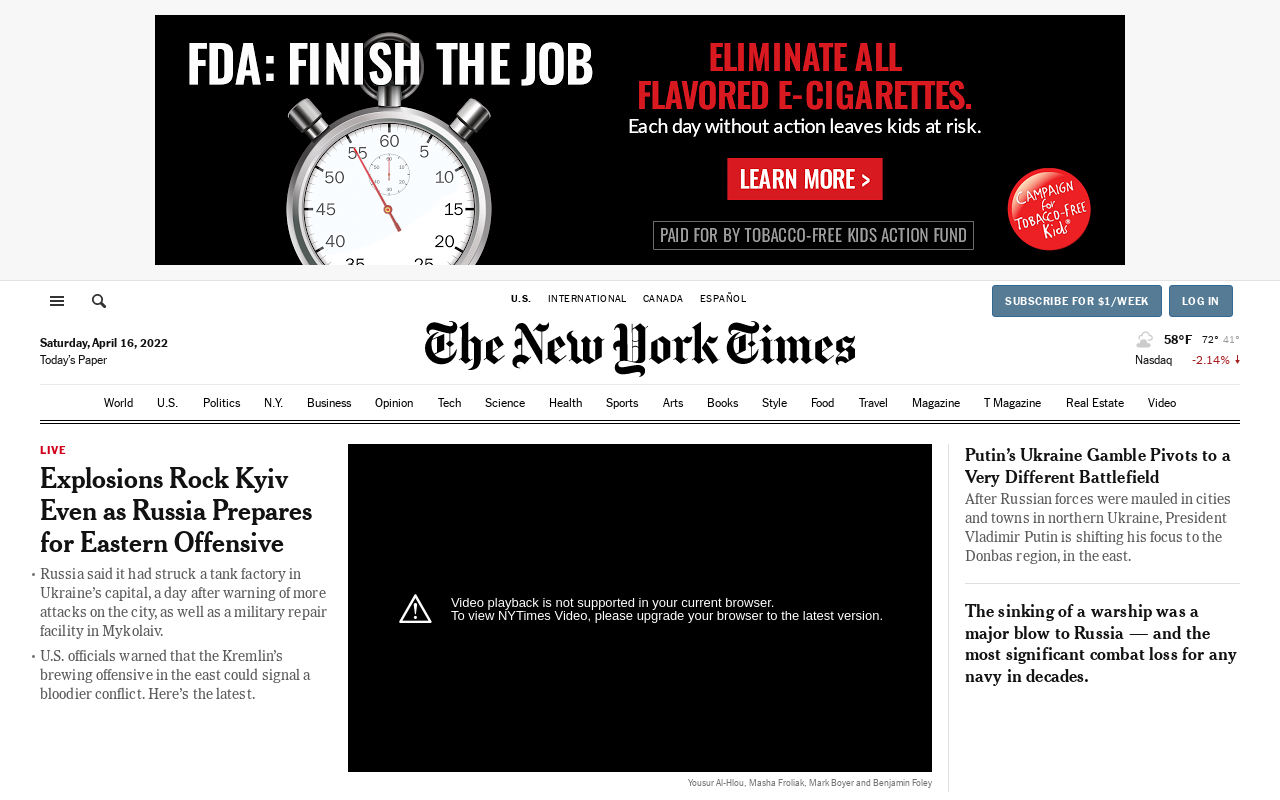 FDA: FINISH THE JOB
ELIMINATE ALL
FLAVORED E-CIGARETTES.
Each day without action leaves kids at risk.
LEARN MORE >
PAID FOR BY TOBACCO-FREE KIDS ACTION FUND
CAMPAIGN
for
TOBACCO-FREE
Kids®
60
55
5
50
10
45
15
40
20
35
25
U.S. INTERNATIONAL CANADA ESPAÑOL
SUBSCRIBE FOR $1/WEEK
LOG IN
Saturday, April 16, 2022
Today's Paper
The New York Times
58°F 72° 41°
Nasdaq -2.14%
World U.S. Politics N.Y. Business Opinion Tech Science Health Sports Arts Books Style Food Travel Magazine T Magazine Real Estate Video
LIVE
Explosions Rock Kyiv
Even as Russia Prepares
for Eastern Offensive
• Russia said it had struck a tank factory in
Ukraine's capital, a day after warning of more
attacks on the city, as well as a military repair
facility in Mykolaiv.
• U.S. officials warned that the Kremlin's
brewing offensive in the east could signal a
bloodier conflict. Here's the latest.
Video playback is not supported in your current browser.
To view NYTimes Video, please upgrade your browser to the latest version.
Yousur Al-Hlou, Masha Froliak, Mark Boyer and Benjamin Foley
Putin's Ukraine Gamble Pivots to a
Very Different Battlefield
After Russian forces were mauled in cities
and towns in northern Ukraine, President
Vladimir Putin is shifting his focus to the
Donbas region, in the east.
The sinking of a warship was a
major blow to Russia — and the
most significant combat loss for any
navy in decades.